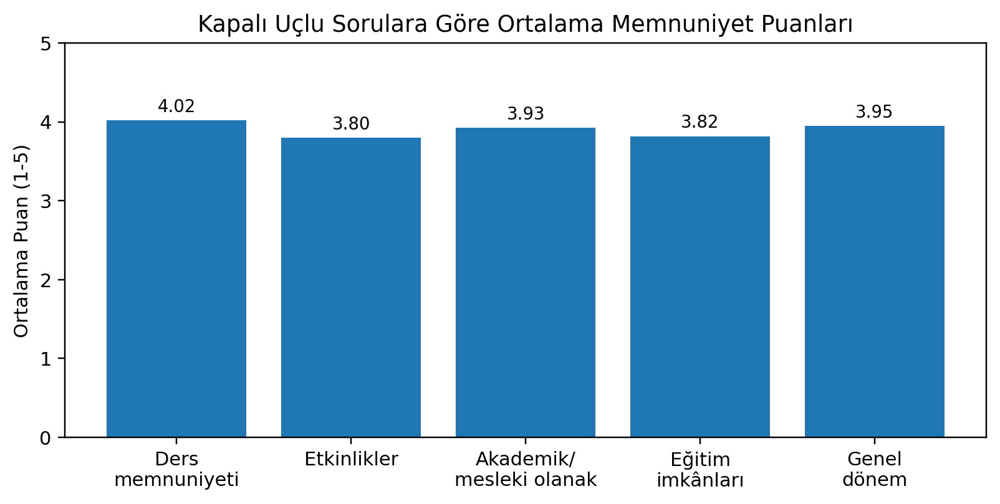 Kapalı Uçlu Sorulara Göre Ortalama Memnuniyet Puanları
Ortalama Puan (1-5)
5
4
3
2
1
0
4.02
3.80
3.93
3.82
3.95
Ders
memnuniyeti
Etkinlikler
Akademik/
mesleki olanak
Eğitim
imkânları
Genel
dönem